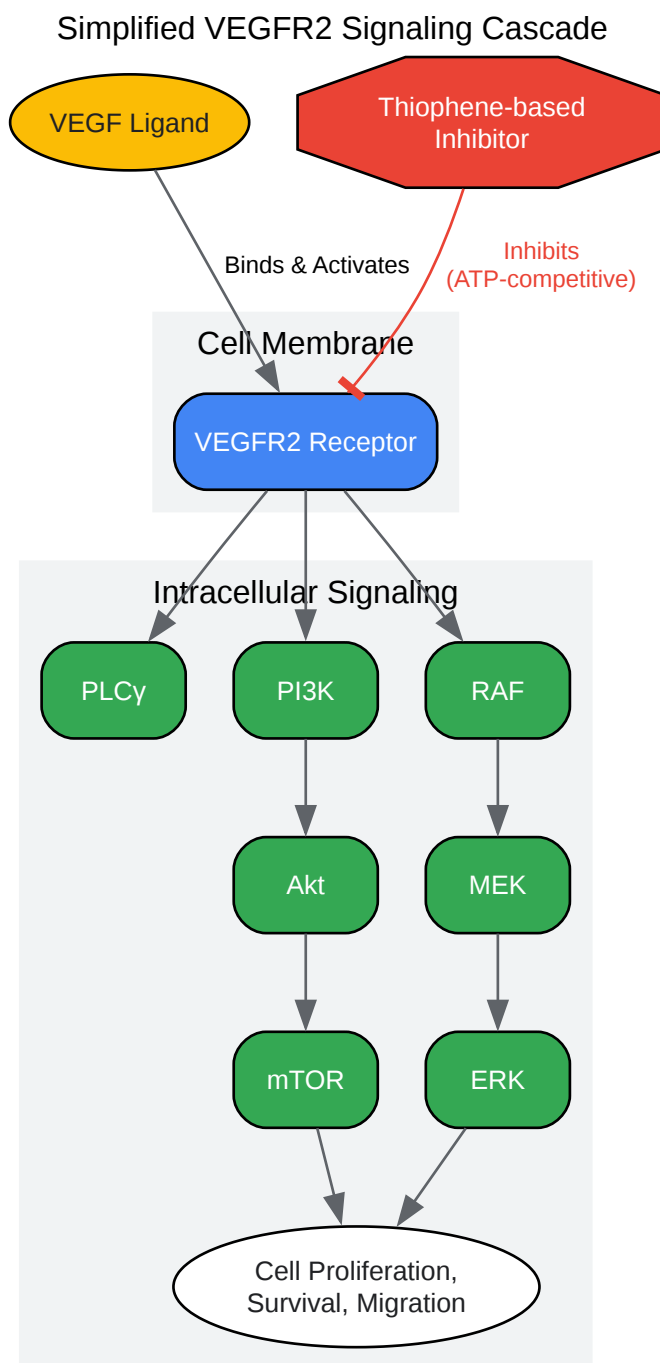 Simplified VEGFR2 Signaling Cascade
VEGF Ligand
Thiophene-based
Inhibitor
Binds & Activates
Inhibits
(ATP-competitive)
Cell Membrane
VEGFR2 Receptor
Intracellular Signaling
PLCγ
PI3K
RAF
Akt
MEK
mTOR
ERK
Cell Proliferation,
Survival, Migration